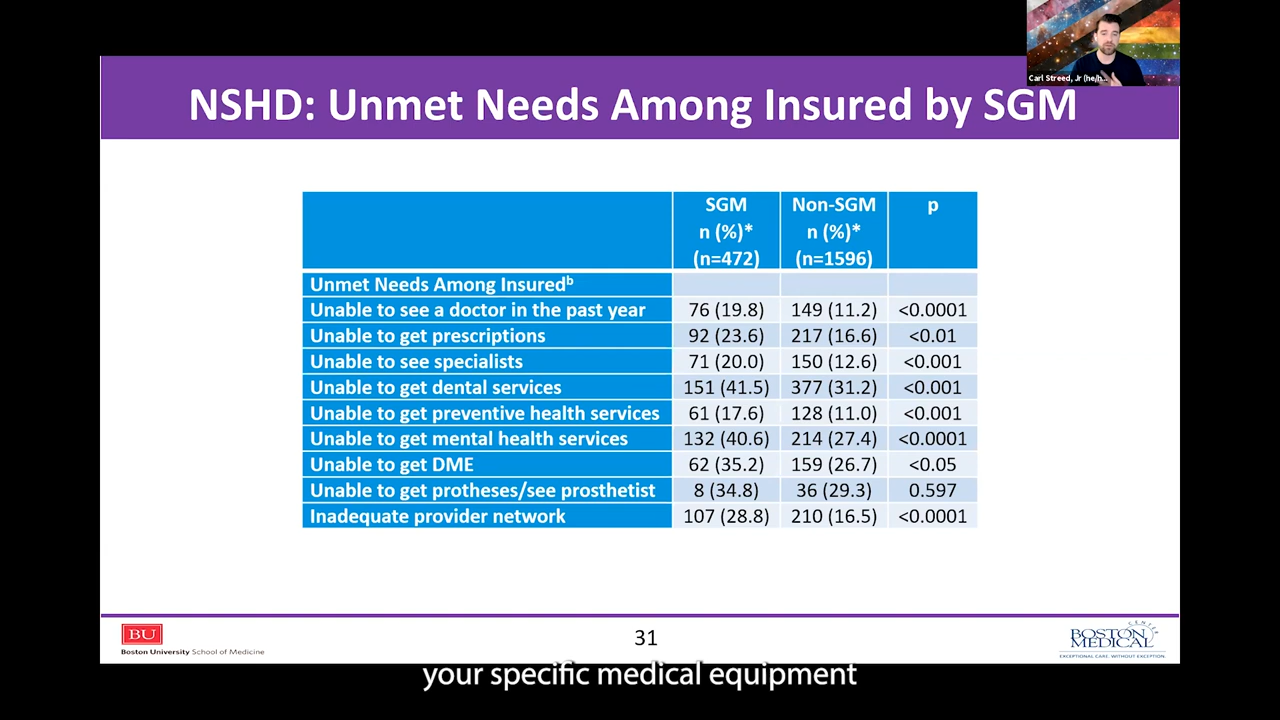 Carl Streed, Jr (he/h...
NSHD: Unmet Needs Among Insured by SGM
SGM n (%)* (n=472) Non-SGM n (%)* (n=1596) p
Unmet Needs Among Insuredᵇ
Unable to see a doctor in the past year 76 (19.8) 149 (11.2) <0.0001
Unable to get prescriptions 92 (23.6) 217 (16.6) <0.01
Unable to see specialists 71 (20.0) 150 (12.6) <0.001
Unable to get dental services 151 (41.5) 377 (31.2) <0.001
Unable to get preventive health services 61 (17.6) 128 (11.0) <0.001
Unable to get mental health services 132 (40.6) 214 (27.4) <0.0001
Unable to get DME 62 (35.2) 159 (26.7) <0.05
Unable to get protheses/see prosthetist 8 (34.8) 36 (29.3) 0.597
Inadequate provider network 107 (28.8) 210 (16.5) <0.0001
BU
Boston University School of Medicine
31
BOSTON MEDICAL CENTER
EXCEPTIONAL CARE. WITHOUT EXCEPTION.
your specific medical equipment